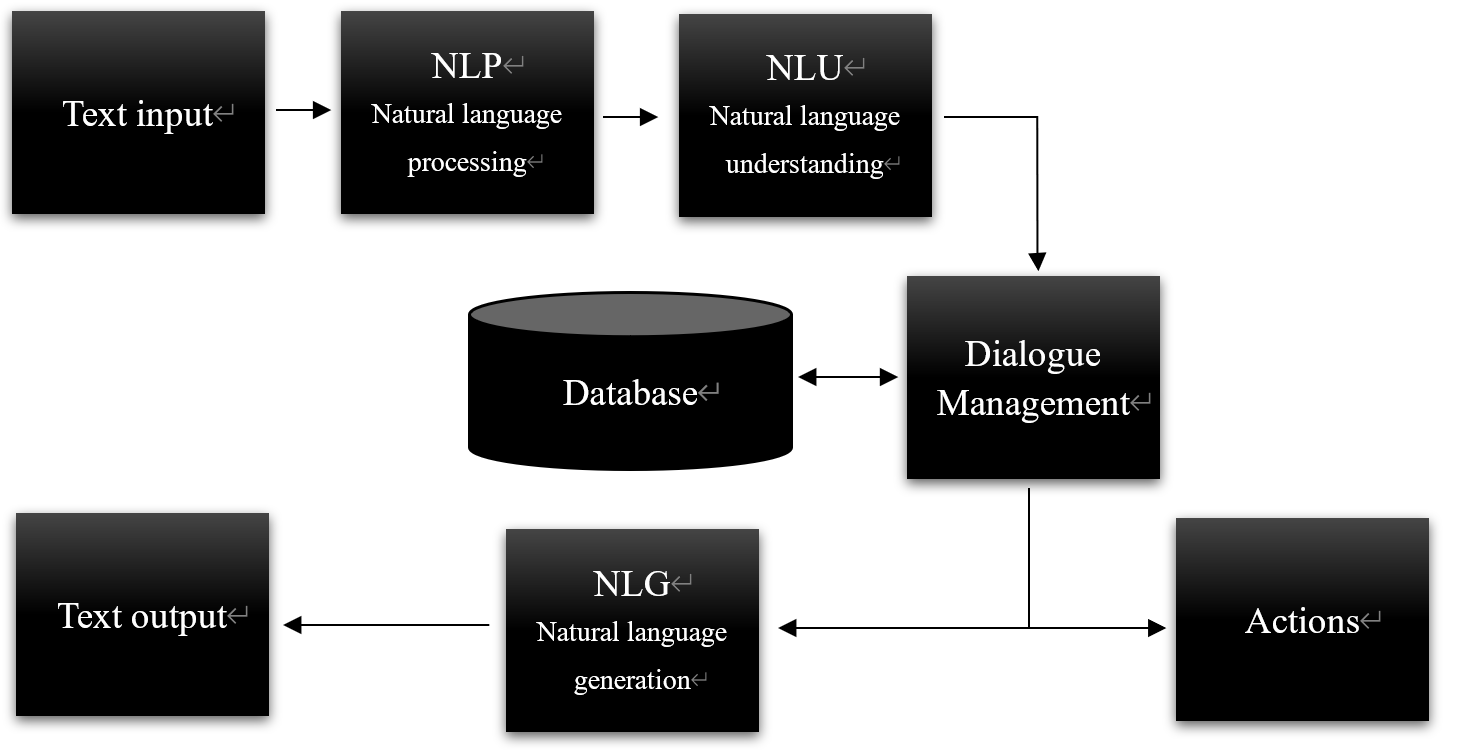 Text input
NLP
Natural language
processing
NLU
Natural language
understanding
Database
Dialogue
Management
Text output
NLG
Natural language
generation
Actions